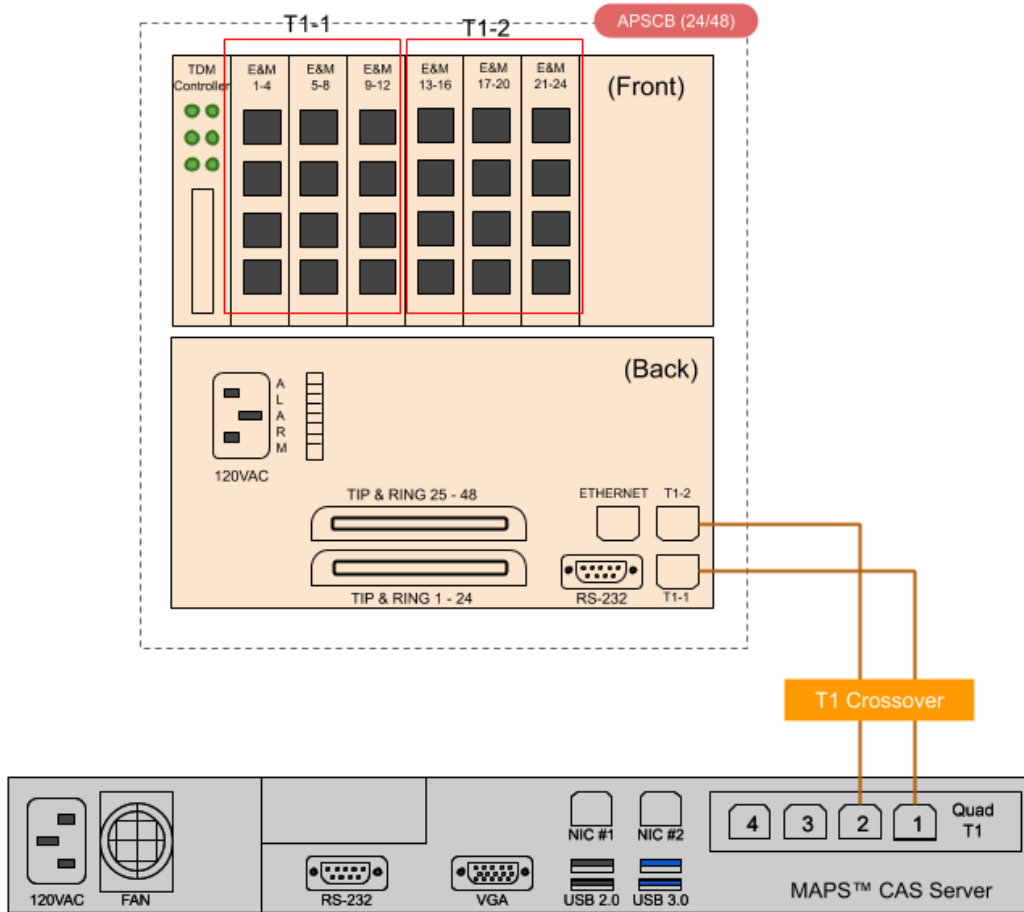 APSCB (24/48)
T1-1
T1-2
TDM
Controller
E&M
1-4
E&M
5-8
E&M
9-12
E&M
13-16
E&M
17-20
E&M
21-24
(Front)
(Back)
A
L
A
R
M
120VAC
TIP & RING 25 - 48
ETHERNET
T1-2
TIP & RING 1 - 24
RS-232
T1-1
T1 Crossover
4
3
2
1
Quad
T1
NIC #1
NIC #2
120VAC
FAN
RS-232
VGA
USB 2.0
USB 3.0
MAPS™ CAS Server